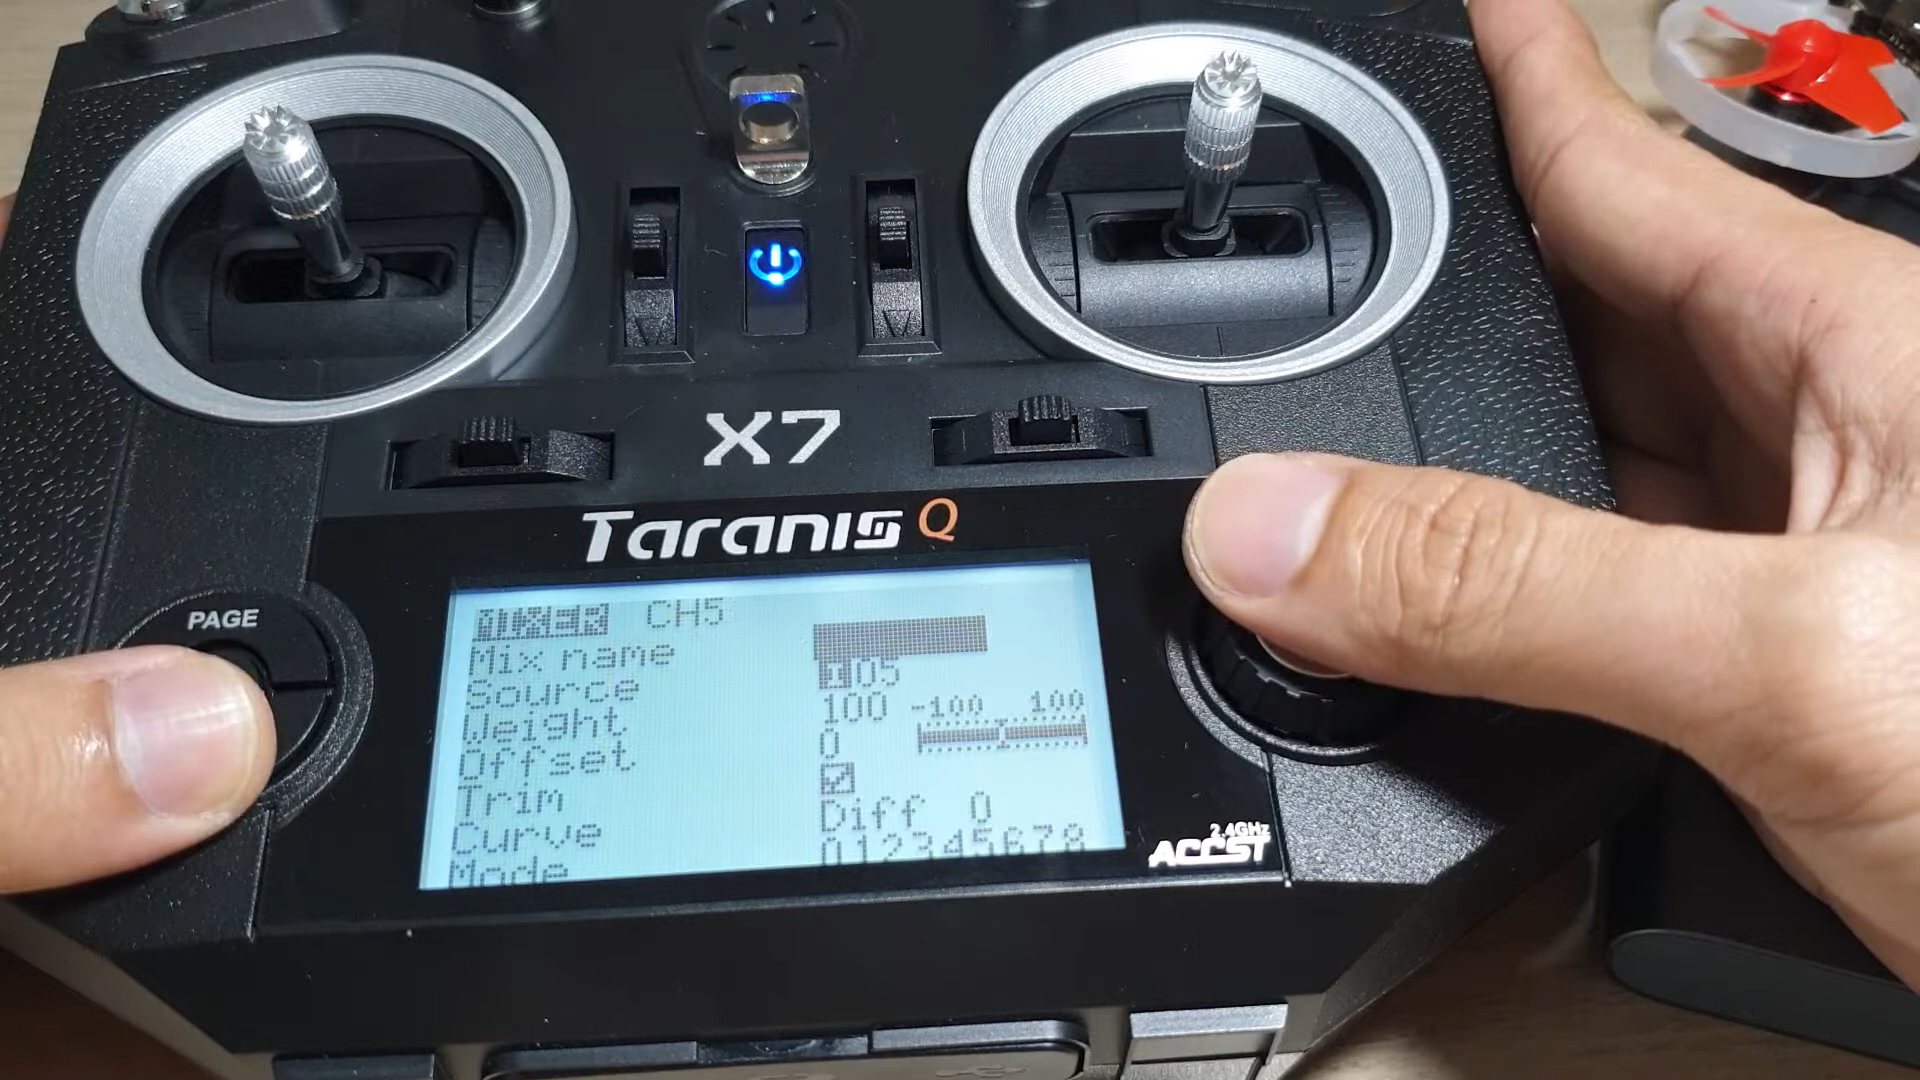 X7
Taranis Q
PAGE
MIXER CH5
Mix name
Source I05
Weight 100 -100 100
Offset 0
Trim
Curve Diff 0
Mode 012345678
2.4GHz
ACCST